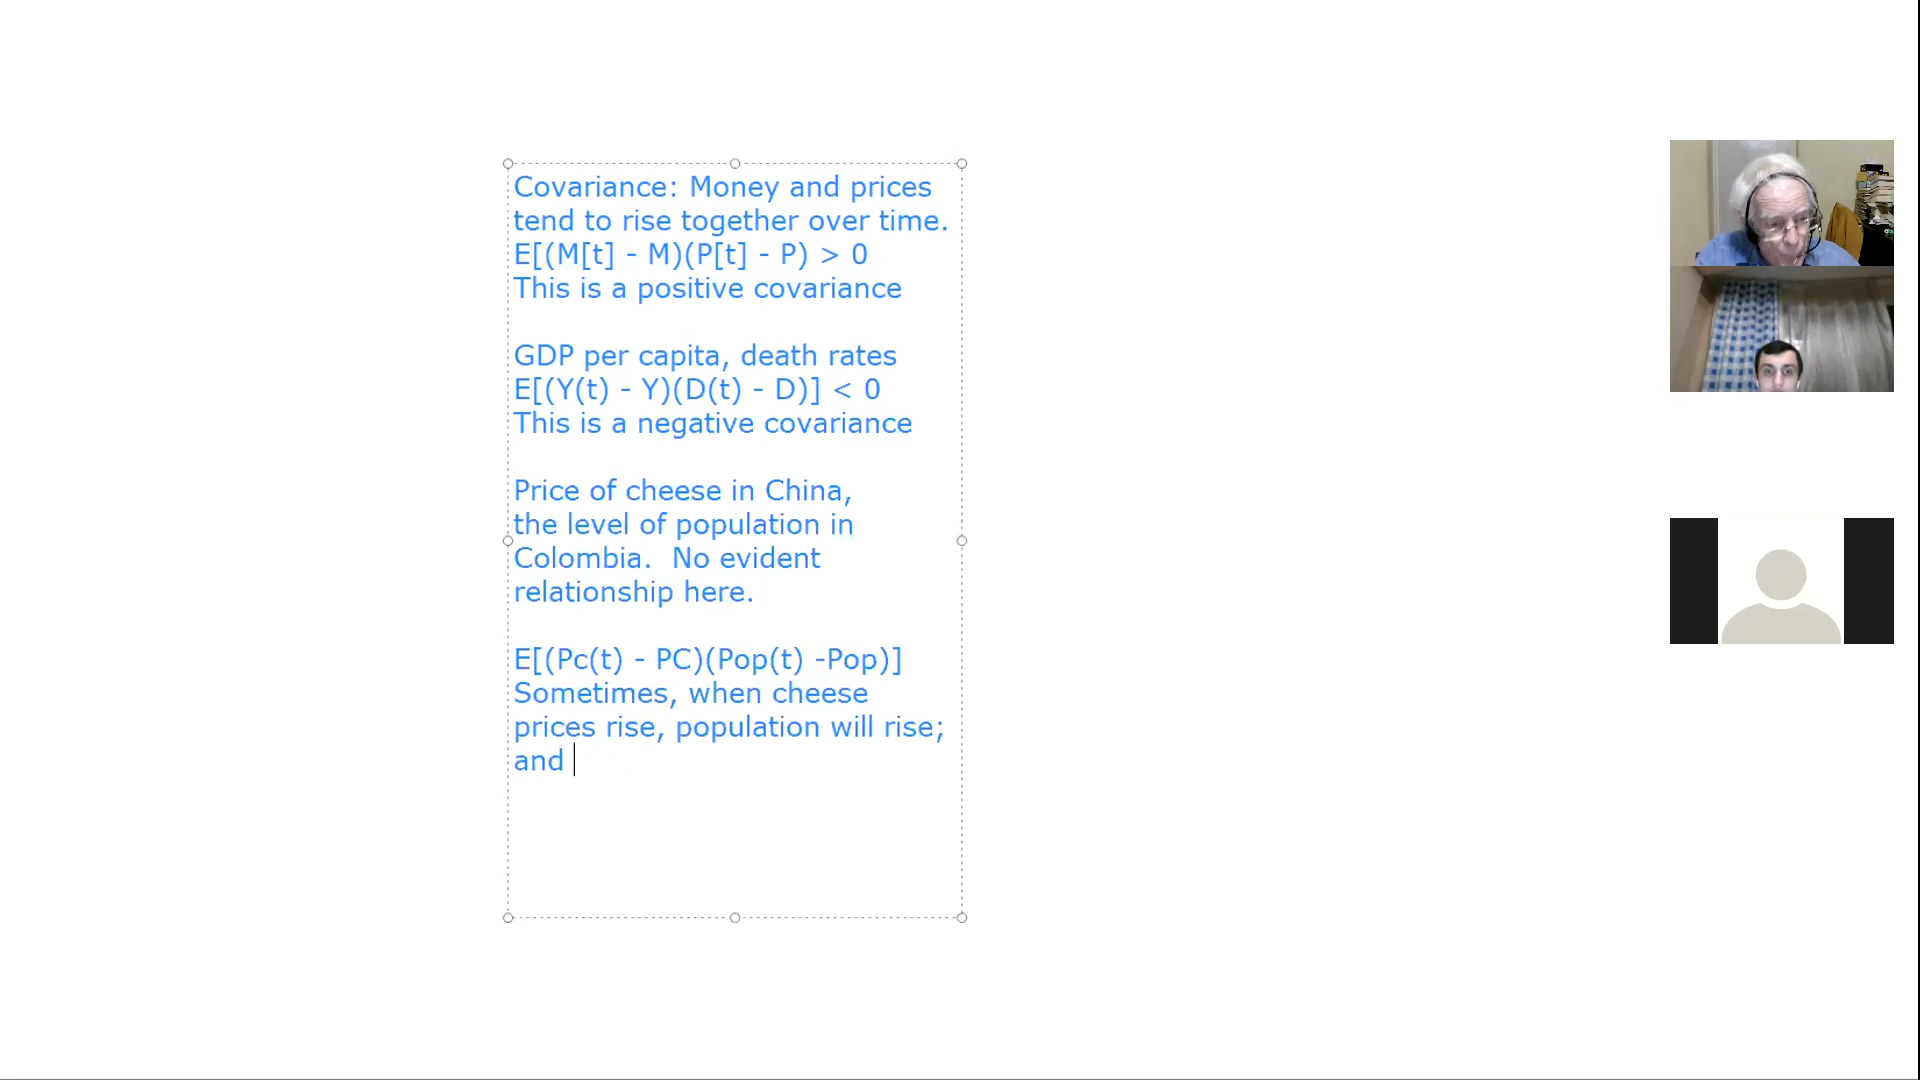 Covariance: Money and prices
tend to rise together over time.
E[(M[t] - M)(P[t] - P) > 0
This is a positive covariance
GDP per capita, death rates
E[(Y(t) - Y)(D(t) - D)] < 0
This is a negative covariance
Price of cheese in China,
the level of population in
Colombia.  No evident
relationship here.
E[(Pc(t) - PC)(Pop(t) -Pop)]
Sometimes, when cheese
prices rise, population will rise;
and